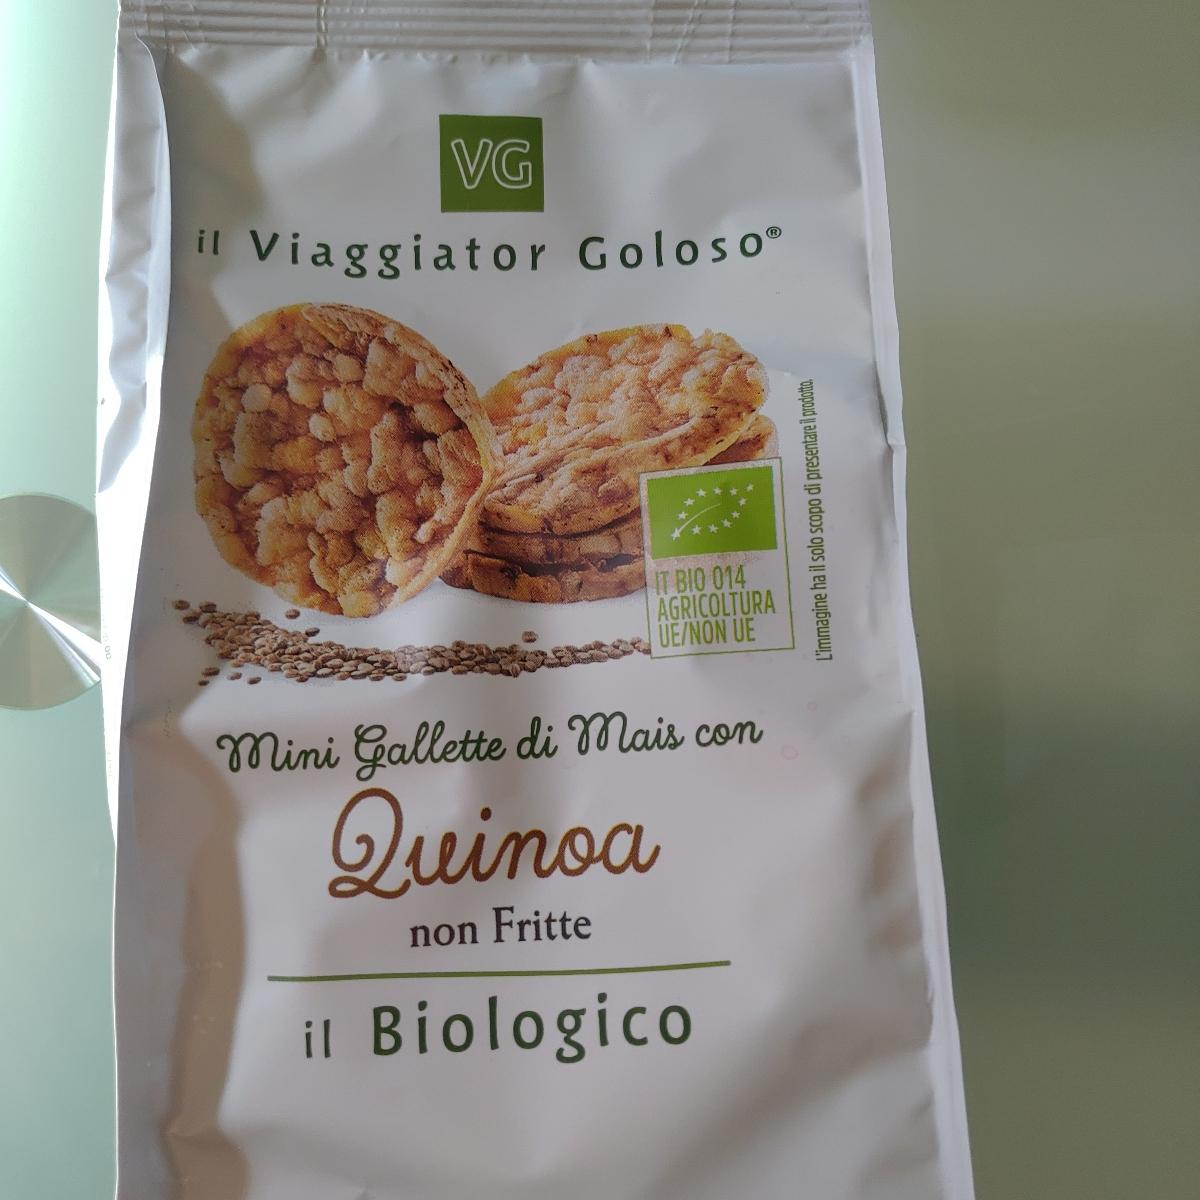 VG
il Viaggiator Goloso®
IT BIO 014
AGRICOLTURA
UE/NON UE
L'immagine ha il solo scopo di presentare il prodotto.
Mini Gallette di Mais con
Quinoa
non Fritte
il Biologico